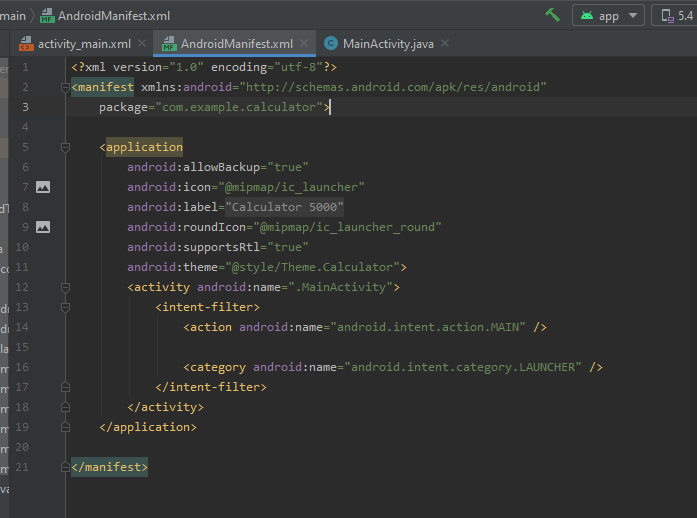 main
AndroidManifest.xml
app
5.4
activity_main.xml
AndroidManifest.xml
MainActivity.java
1 <?xml version="1.0" encoding="utf-8"?>
2 <manifest xmlns:android="http://schemas.android.com/apk/res/android"
3 package="com.example.calculator">
4
5 <application
6 android:allowBackup="true"
7 android:icon="@mipmap/ic_launcher"
8 android:label="Calculator 5000"
9 android:roundIcon="@mipmap/ic_launcher_round"
10 android:supportsRtl="true"
11 android:theme="@style/Theme.Calculator">
12 <activity android:name=".MainActivity">
13 <intent-filter>
14 <action android:name="android.intent.action.MAIN" />
15
16 <category android:name="android.intent.category.LAUNCHER" />
17 </intent-filter>
18 </activity>
19 </application>
20
21 </manifest>